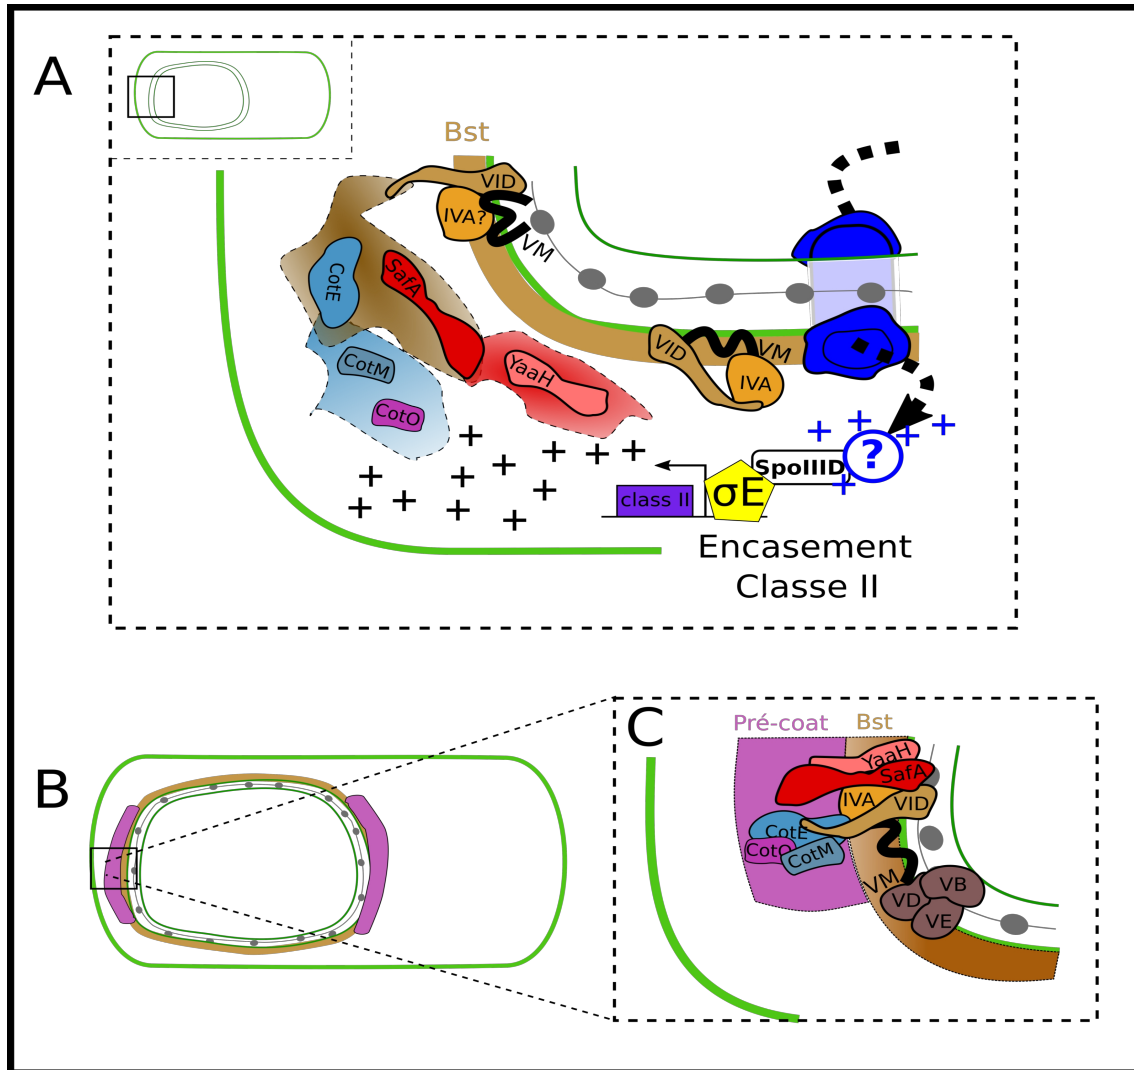 A
Bst
VID
IVA?
VM
CotE
SafA
CotM
CotO
YaaH
VID
VM
IVA
+ + + +
+ + + + +
+ + + + + +
SpoIIID
?
+
class II
σE
Encasement
Classe II
B
C
Pré-coat
Bst
YaaH
SafA
IVA
VID
CotE
CotO
CotM
VM
VD
VB
VE